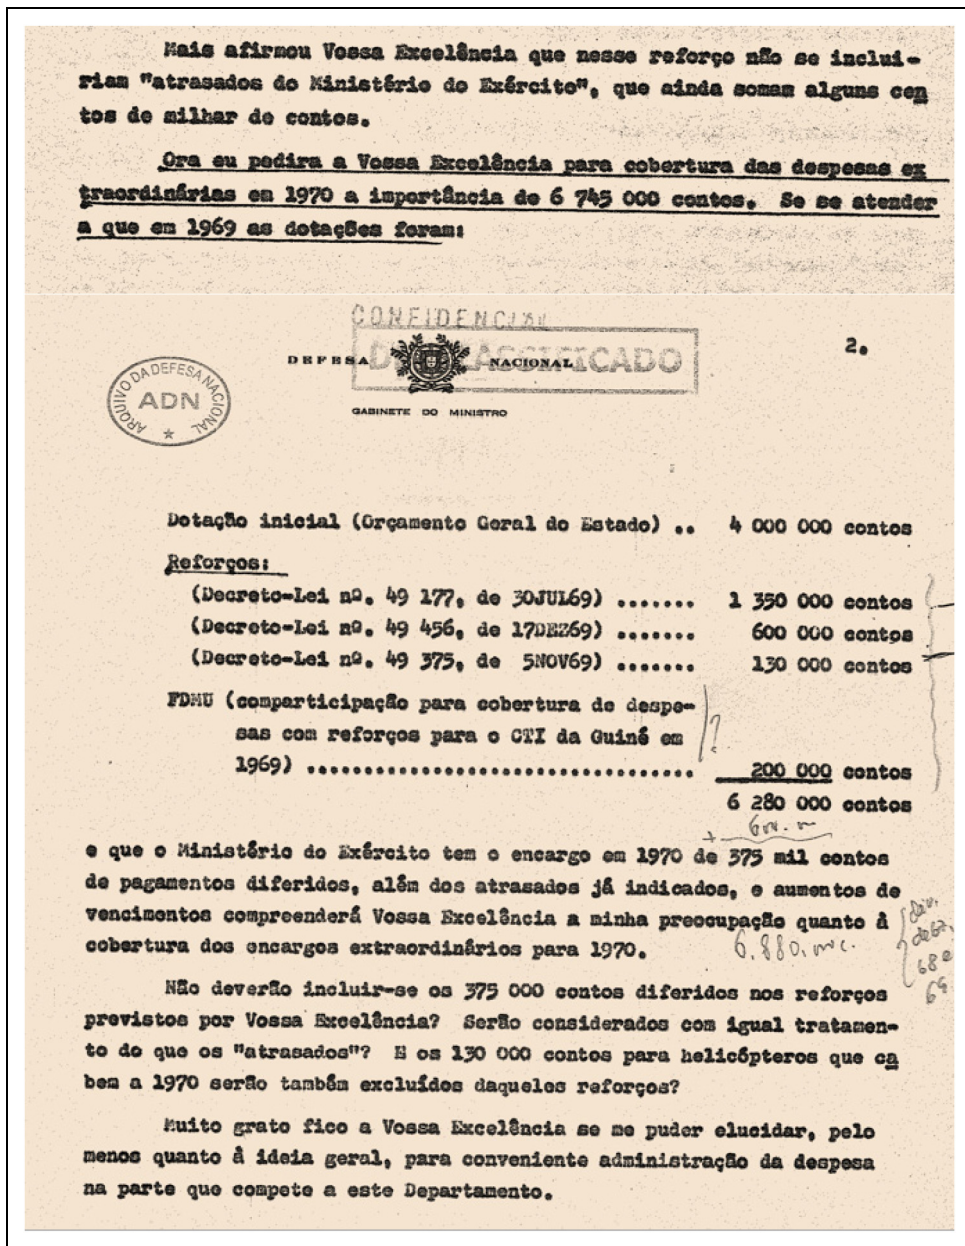 Mais afirmou Vossa Excelência que nesse reforço não se inclui-
riam "atrasados do Ministério do Exército", que ainda somam alguns cen
tos de milhar de contos.
Ora eu pedira a Vossa Excelência para cobertura das despesas ex
traordinárias em 1970 a importância de 6 745 000 contos. Se se atender
a que em 1969 as dotações foram:
CONFIDENCIAL
DESCLASSIFICADO
DEFESA NACIONAL
2.
ARQUIVO DA DEFESA NACIONAL
ADN
GABINETE DO MINISTRO
Dotação inicial (Orçamento Geral do Estado) .. 4 000 000 contos
Reforços:
(Decreto-Lei nº. 49 177, de 30JUL69) ....... 1 350 000 contos
(Decreto-Lei nº. 49 456, de 17DEZ69) ....... 600 000 contos
(Decreto-Lei nº. 49 375, de 5NOV69) ....... 130 000 contos
FDMU (comparticipação para cobertura de despe-
sas com reforços para o CTI da Guiné em ?
1969) .................................. 200 000 contos
6 280 000 contos
e que o Ministério do Exército tem o encargo em 1970 de 375 mil contos
de pagamentos diferidos, além dos atrasados já indicados, e aumentos de
vencimentos compreenderá Vossa Excelência a minha preocupação quanto à
cobertura dos encargos extraordinários para 1970.
68 e
69
Não deverão incluir-se os 375 000 contos diferidos nos reforços
previstos por Vossa Excelência? Serão considerados com igual tratamen-
to do que os "atrasados"? E os 130 000 contos para helicópteros que ca
bem a 1970 serão também excluídos daqueles reforços?
Muito grato fico a Vossa Excelência se me puder elucidar, pelo
menos quanto à ideia geral, para conveniente administração da despesa
na parte que compete a este Departamento.